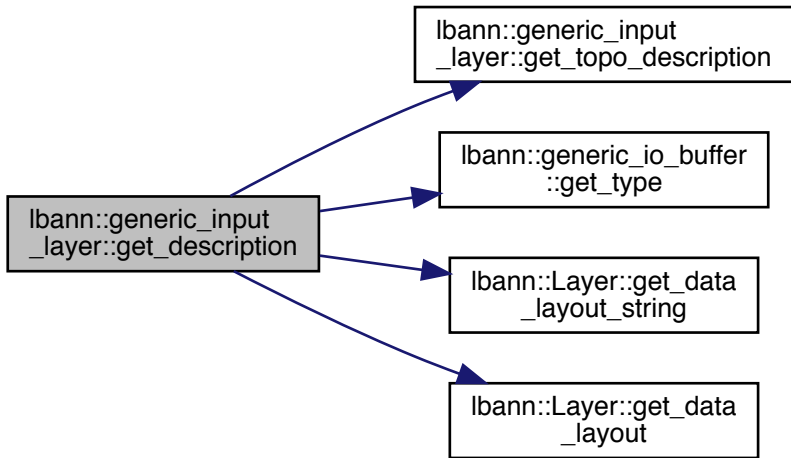 lbann::generic_input
_layer::get_description
lbann::generic_input
_layer::get_topo_description
lbann::generic_io_buffer
::get_type
lbann::Layer::get_data
_layout_string
lbann::Layer::get_data
_layout